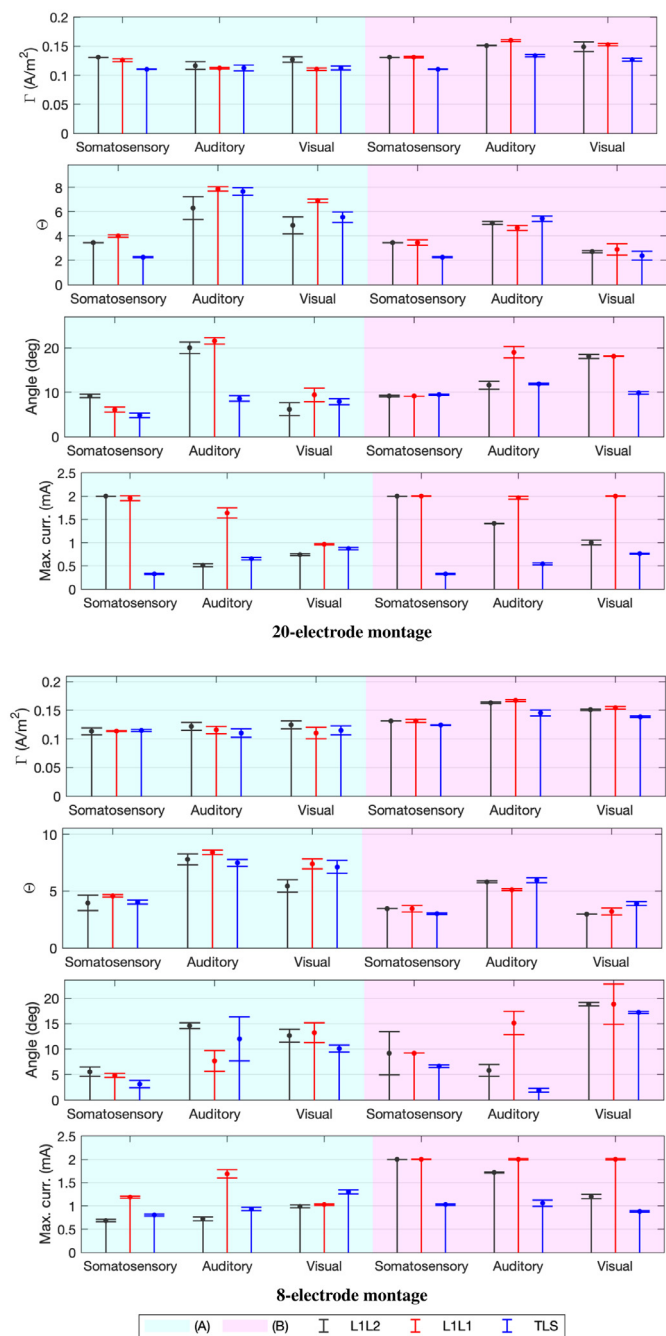 0.2
0.15
0.1
0.05
0
Γ (A/m²)
Somatosensory Auditory Visual Somatosensory Auditory Visual
8
6
4
2
0
Θ
Somatosensory Auditory Visual Somatosensory Auditory Visual
20
10
0
Angle (deg)
Somatosensory Auditory Visual Somatosensory Auditory Visual
2.5
2
1.5
1
0.5
0
Max. curr. (mA)
Somatosensory Auditory Visual Somatosensory Auditory Visual
20-electrode montage
0.2
0.15
0.1
0.05
0
Γ (A/m²)
Somatosensory Auditory Visual Somatosensory Auditory Visual
10
5
0
Θ
Somatosensory Auditory Visual Somatosensory Auditory Visual
20
15
10
5
0
Angle (deg)
Somatosensory Auditory Visual Somatosensory Auditory Visual
2.5
2
1.5
1
0.5
0
Max. curr. (mA)
Somatosensory Auditory Visual Somatosensory Auditory Visual
8-electrode montage
(A) (B) L1L2 L1L1 TLS